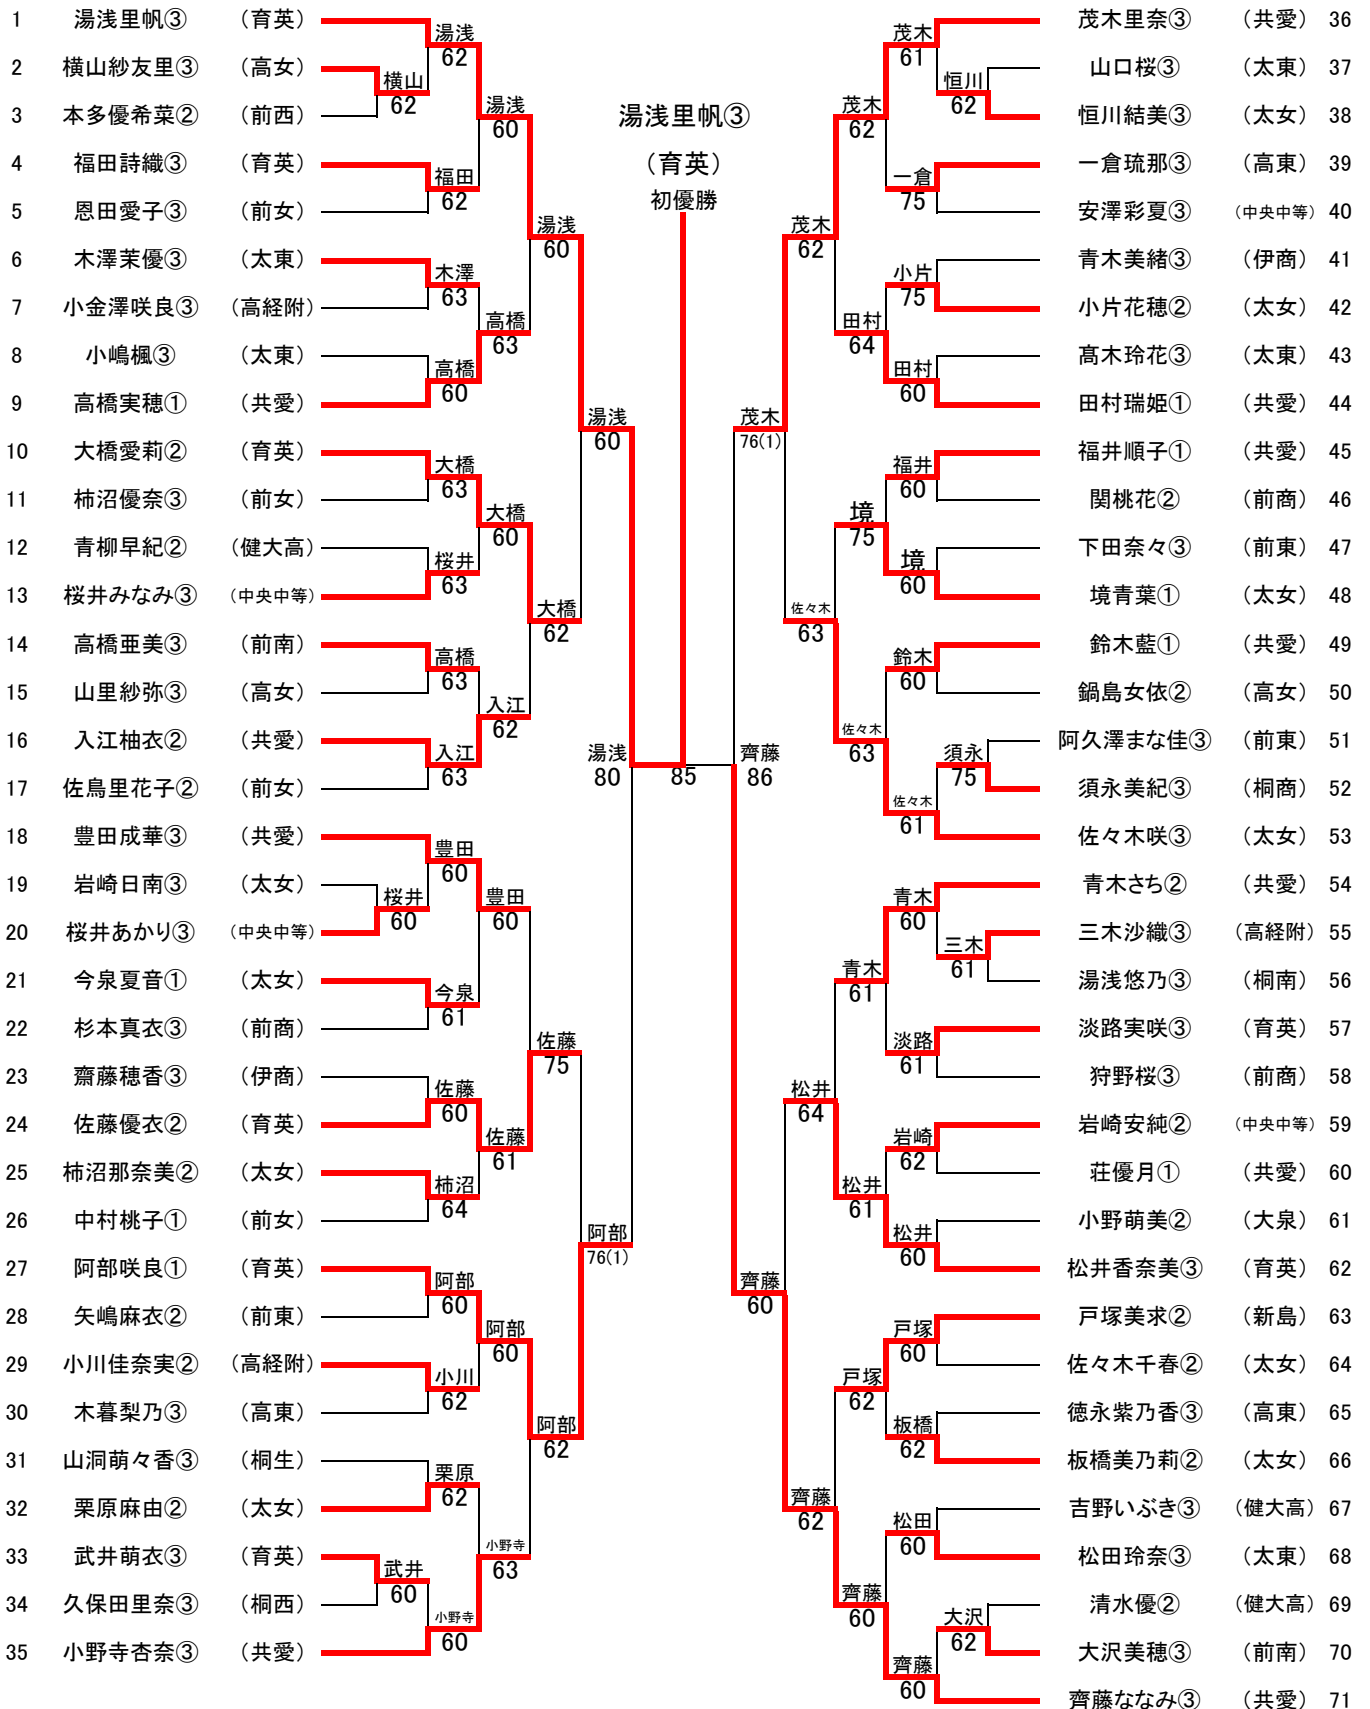 1 湯浅里帆③ （育英）
2 横山紗友里③ （高女）
3 本多優希菜② （前西）
4 福田詩織③ （育英）
5 恩田愛子③ （前女）
6 木澤茉優③ （太東）
7 小金澤咲良③ （高経附）
8 小嶋楓③ （太東）
9 高橋実穂① （共愛）
10 大橋愛莉② （育英）
11 柿沼優奈③ （前女）
12 青柳早紀② （健大高）
13 桜井みなみ③ （中央中等）
14 高橋亜美③ （前南）
15 山里紗弥③ （高女）
16 入江柚衣② （共愛）
17 佐鳥里花子② （前女）
18 豊田成華③ （共愛）
19 岩崎日南③ （太女）
20 桜井あかり③ （中央中等）
21 今泉夏音① （太女）
22 杉本真衣③ （前商）
23 齋藤穂香③ （伊商）
24 佐藤優衣② （育英）
25 柿沼那奈美② （太女）
26 中村桃子① （前女）
27 阿部咲良① （育英）
28 矢嶋麻衣② （前東）
29 小川佳奈実② （高経附）
30 木暮梨乃③ （高東）
31 山洞萌々香③ （桐生）
32 栗原麻由② （太女）
33 武井萌衣③ （育英）
34 久保田里奈③ （桐西）
35 小野寺杏奈③ （共愛）
横山
62
桜井
60
武井
60
湯浅
62
福田
62
木澤
63
高橋
60
大橋
63
桜井
63
高橋
63
入江
63
豊田
60
今泉
61
佐藤
60
柿沼
64
阿部
60
小川
62
栗原
62
小野寺
60
湯浅
60
高橋
63
大橋
60
入江
62
豊田
60
佐藤
61
阿部
60
小野寺
63
湯浅
60
大橋
62
佐藤
75
阿部
62
湯浅
60
阿部
76(1)
湯浅
80
湯浅里帆③
（育英）
初優勝
85
齊藤
86
茂木
76(1)
齊藤
60
茂木
62
佐々木
63
松井
64
齊藤
62
茂木
62
田村
64
境
75
佐々木
63
青木
61
松井
61
戸塚
62
齊藤
60
茂木
61
一倉
75
小片
75
田村
60
福井
60
境
60
鈴木
60
佐々木
61
青木
60
淡路
61
岩崎
62
松井
60
戸塚
60
板橋
62
松田
60
齊藤
60
恒川
62
須永
75
三木
61
大沢
62
茂木里奈③ （共愛） 36
山口桜③ （太東） 37
恒川結美③ （太女） 38
一倉琉那③ （高東） 39
安澤彩夏③ （中央中等） 40
青木美緒③ （伊商） 41
小片花穂② （太女） 42
髙木玲花③ （太東） 43
田村瑞姫① （共愛） 44
福井順子① （共愛） 45
関桃花② （前商） 46
下田奈々③ （前東） 47
境青葉① （太女） 48
鈴木藍① （共愛） 49
鍋島女依② （高女） 50
阿久澤まな佳③ （前東） 51
須永美紀③ （桐商） 52
佐々木咲③ （太女） 53
青木さち② （共愛） 54
三木沙織③ （高経附） 55
湯浅悠乃③ （桐南） 56
淡路実咲③ （育英） 57
狩野桜③ （前商） 58
岩崎安純② （中央中等） 59
荘優月① （共愛） 60
小野萌美② （大泉） 61
松井香奈美③ （育英） 62
戸塚美求② （新島） 63
佐々木千春② （太女） 64
徳永紫乃香③ （高東） 65
板橋美乃莉② （太女） 66
吉野いぶき③ （健大高） 67
松田玲奈③ （太東） 68
清水優② （健大高） 69
大沢美穂③ （前南） 70
齊藤ななみ③ （共愛） 71